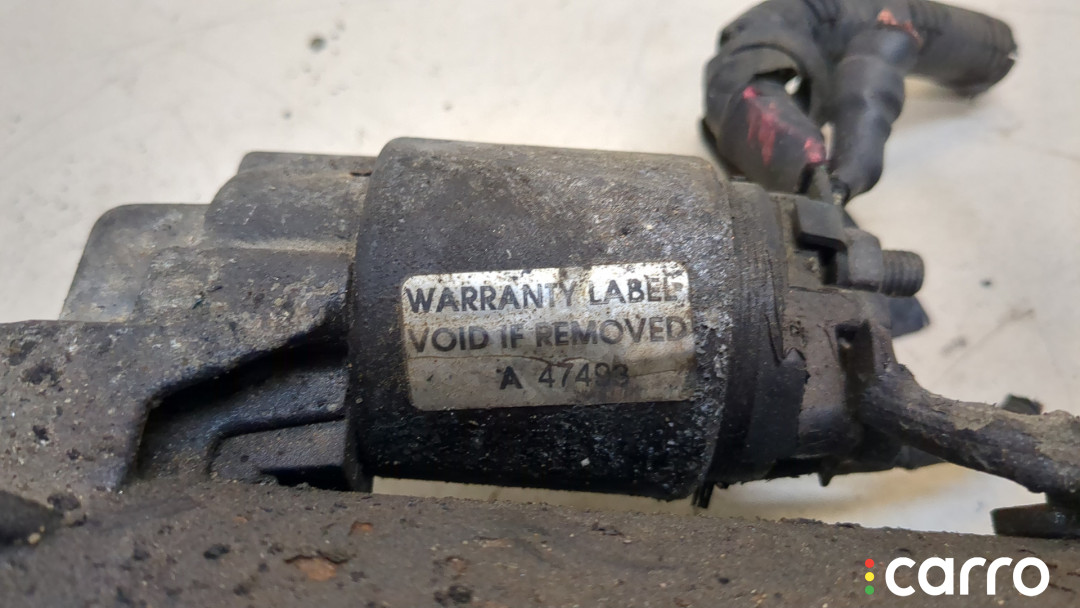 WARRANTY LABEL
VOID IF REMOVED
A 47493
carro